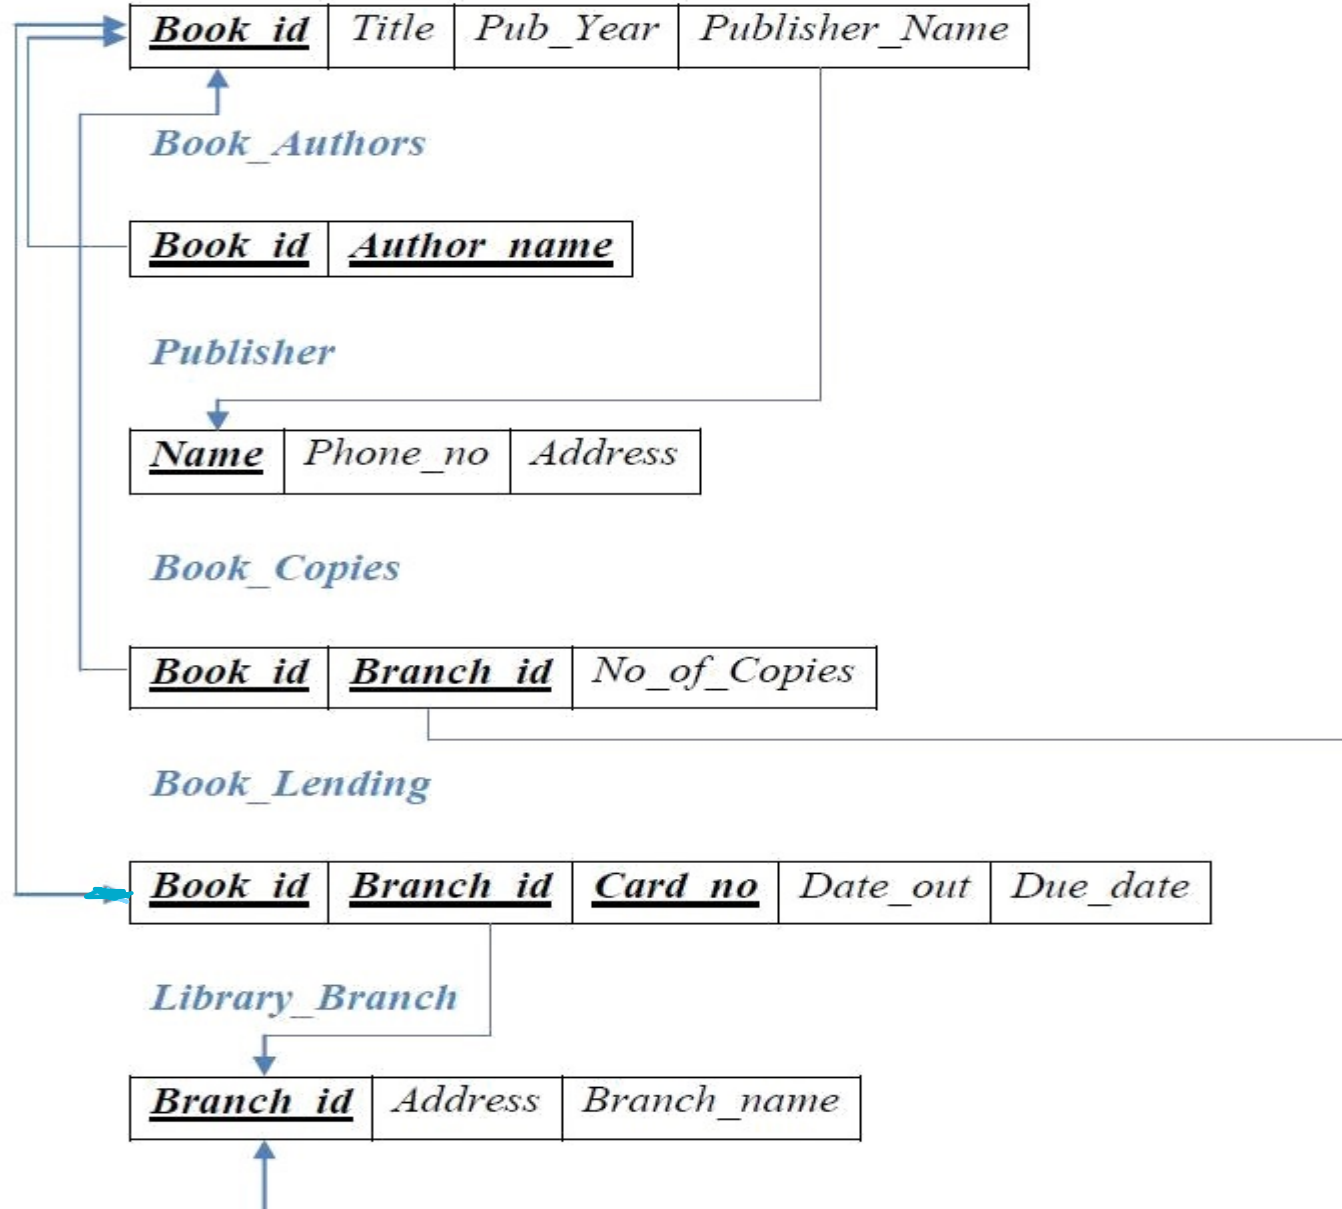 Book_id Title Pub_Year Publisher_Name
Book_Authors
Book_id Author_name
Publisher
Name Phone_no Address
Book_Copies
Book_id Branch_id No_of_Copies
Book_Lending
Book_id Branch_id Card_no Date_out Due_date
Library_Branch
Branch_id Address Branch_name